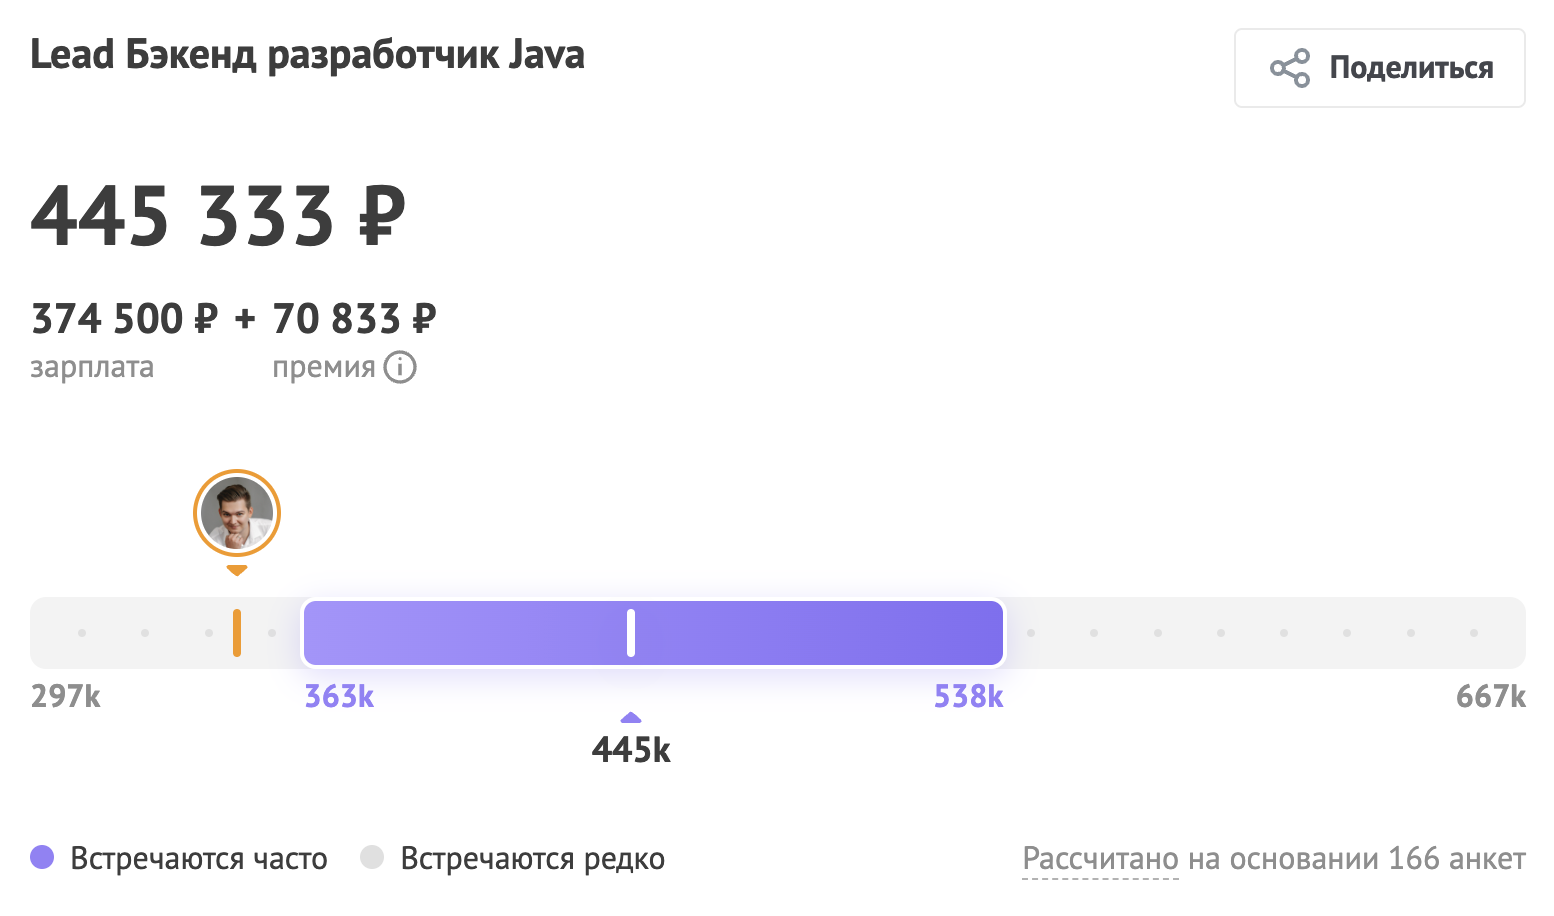 Lead Бэкенд разработчик Java
Поделиться
445 333 ₽
374 500 ₽ + 70 833 ₽
зарплата премия
297k 363k 538k 667k
445k
Встречаются часто Встречаются редко Рассчитано на основании 166 анкет